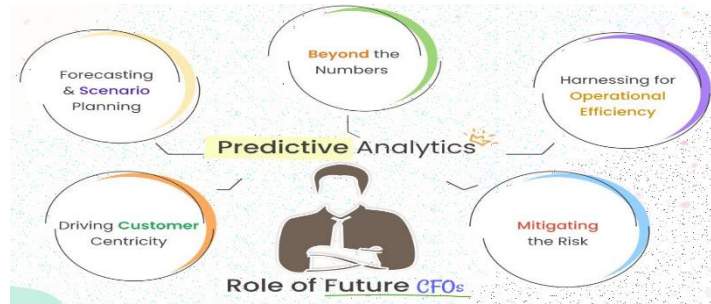 Beyond the
Numbers
Forecasting
& Scenario
Planning
Harnessing for
Operational
Efficiency
Predictive Analytics
Driving Customer
Centricity
Mitigating
the Risk
Role of Future CFOs